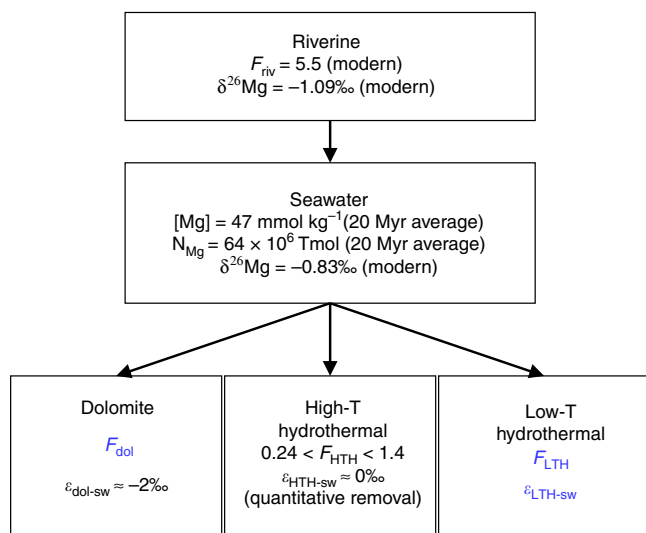 Riverine
F_riv = 5.5 (modern)
δ²⁶Mg = –1.09‰ (modern)
Seawater
[Mg] = 47 mmol kg⁻¹(20 Myr average)
N_Mg = 64 × 10⁶ Tmol (20 Myr average)
δ²⁶Mg = –0.83‰ (modern)
Dolomite
F_dol
ε_dol-sw ≈ –2‰
High-T
hydrothermal
0.24 < F_HTH < 1.4
ε_HTH-sw ≈ 0‰
(quantitative removal)
Low-T
hydrothermal
F_LTH
ε_LTH-sw